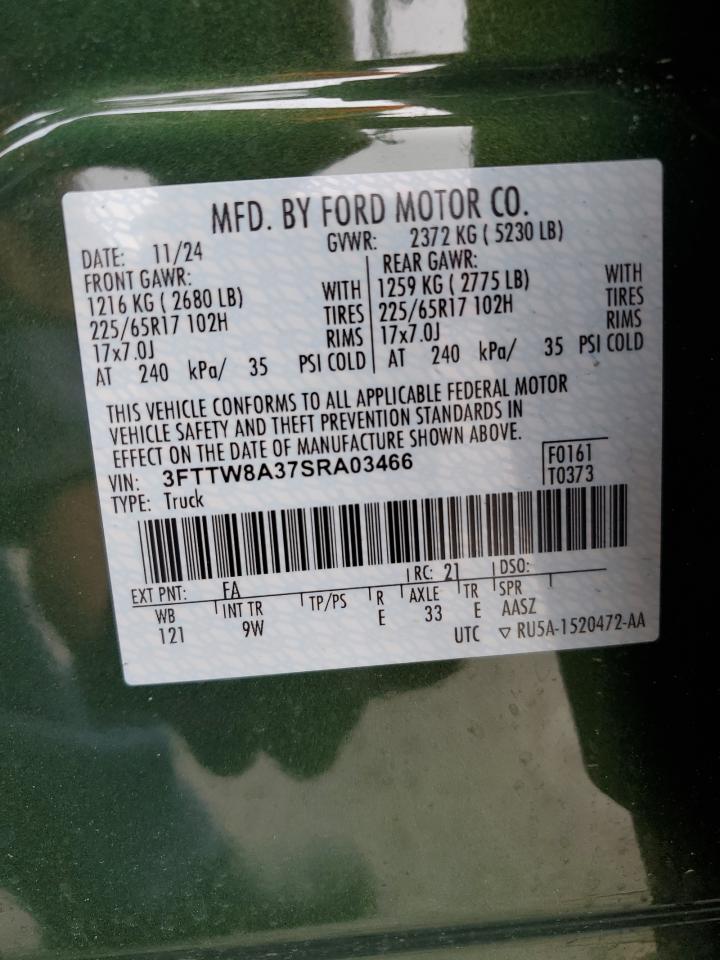 MFD. BY FORD MOTOR CO.
DATE: 11/24 GVWR: 2372 KG ( 5230 LB)
FRONT GAWR: REAR GAWR:
1216 KG ( 2680 LB) WITH 1259 KG ( 2775 LB) WITH
225/65R17 102H TIRES 225/65R17 102H TIRES
17x7.0J RIMS 17x7.0J RIMS
AT 240 kPa/ 35 PSI COLD AT 240 kPa/ 35 PSI COLD
THIS VEHICLE CONFORMS TO ALL APPLICABLE FEDERAL MOTOR
VEHICLE SAFETY AND THEFT PREVENTION STANDARDS IN
EFFECT ON THE DATE OF MANUFACTURE SHOWN ABOVE.
VIN: 3FTTW8A37SRA03466 F0161
TYPE: Truck T0373
EXT PNT: EA RC: 21 DSO:
WB INT TR TP/PS R AXLE TR SPR
121 9W E 33 E AASZ
UTC ▽ RU5A-1520472-AA